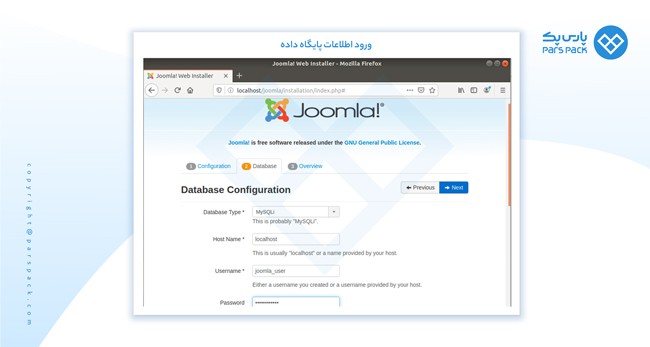 ورود اطلاعات پایگاه داده
پارس پک
PARS PACK
Joomla! Web Installer - Mozilla Firefox
Joomla! Web Installer
localhost/joomla/installation/index.php#
Joomla!®
Joomla! is free software released under the GNU General Public License.
1 Configuration 2 Database 3 Overview
Database Configuration
Previous Next
Database Type * MySQLi
This is probably "MySQLi".
Host Name * localhost
This is usually "localhost" or a name provided by your host.
Username * joomla_user
Either a username you created or a username provided by your host.
Password ••••••••••••
copyright@parspack.com